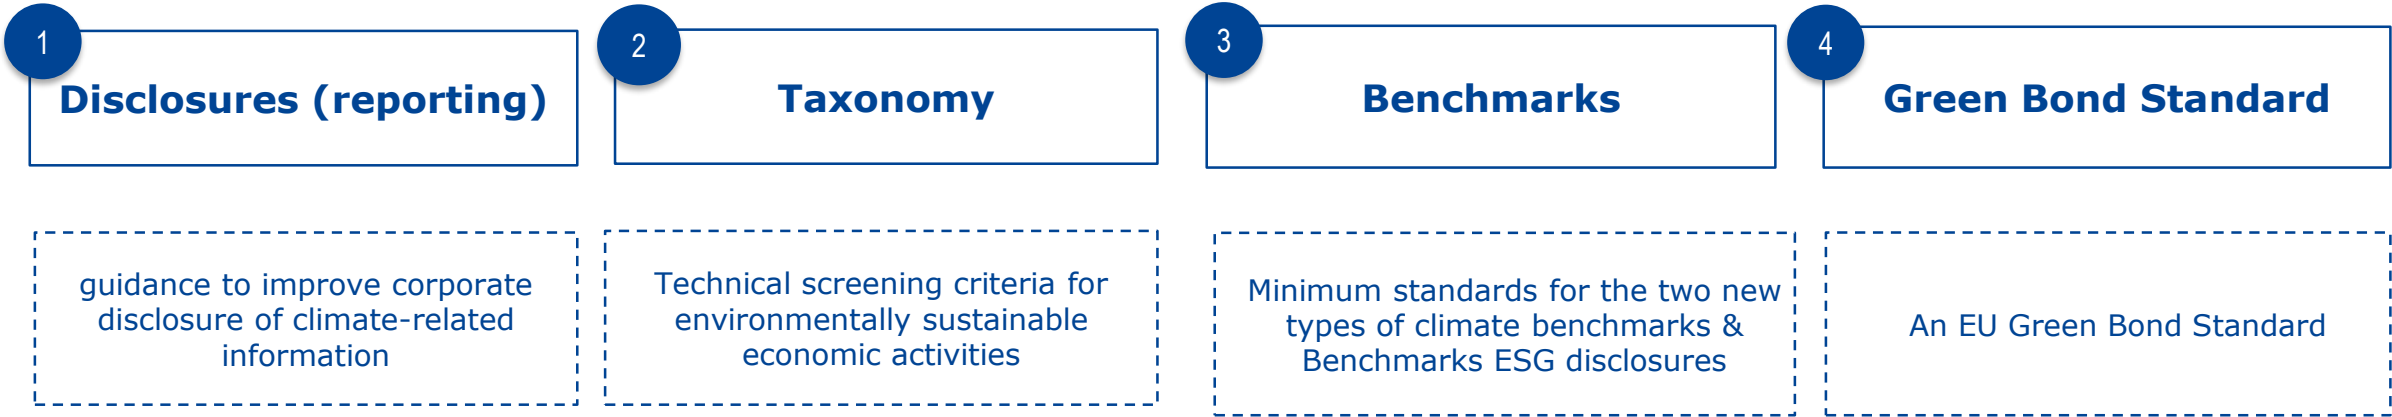 1
Disclosures (reporting)
guidance to improve corporate
disclosure of climate-related
information
2
Taxonomy
Technical screening criteria for
environmentally sustainable
economic activities
3
Benchmarks
Minimum standards for the two new
types of climate benchmarks &
Benchmarks ESG disclosures
4
Green Bond Standard
An EU Green Bond Standard